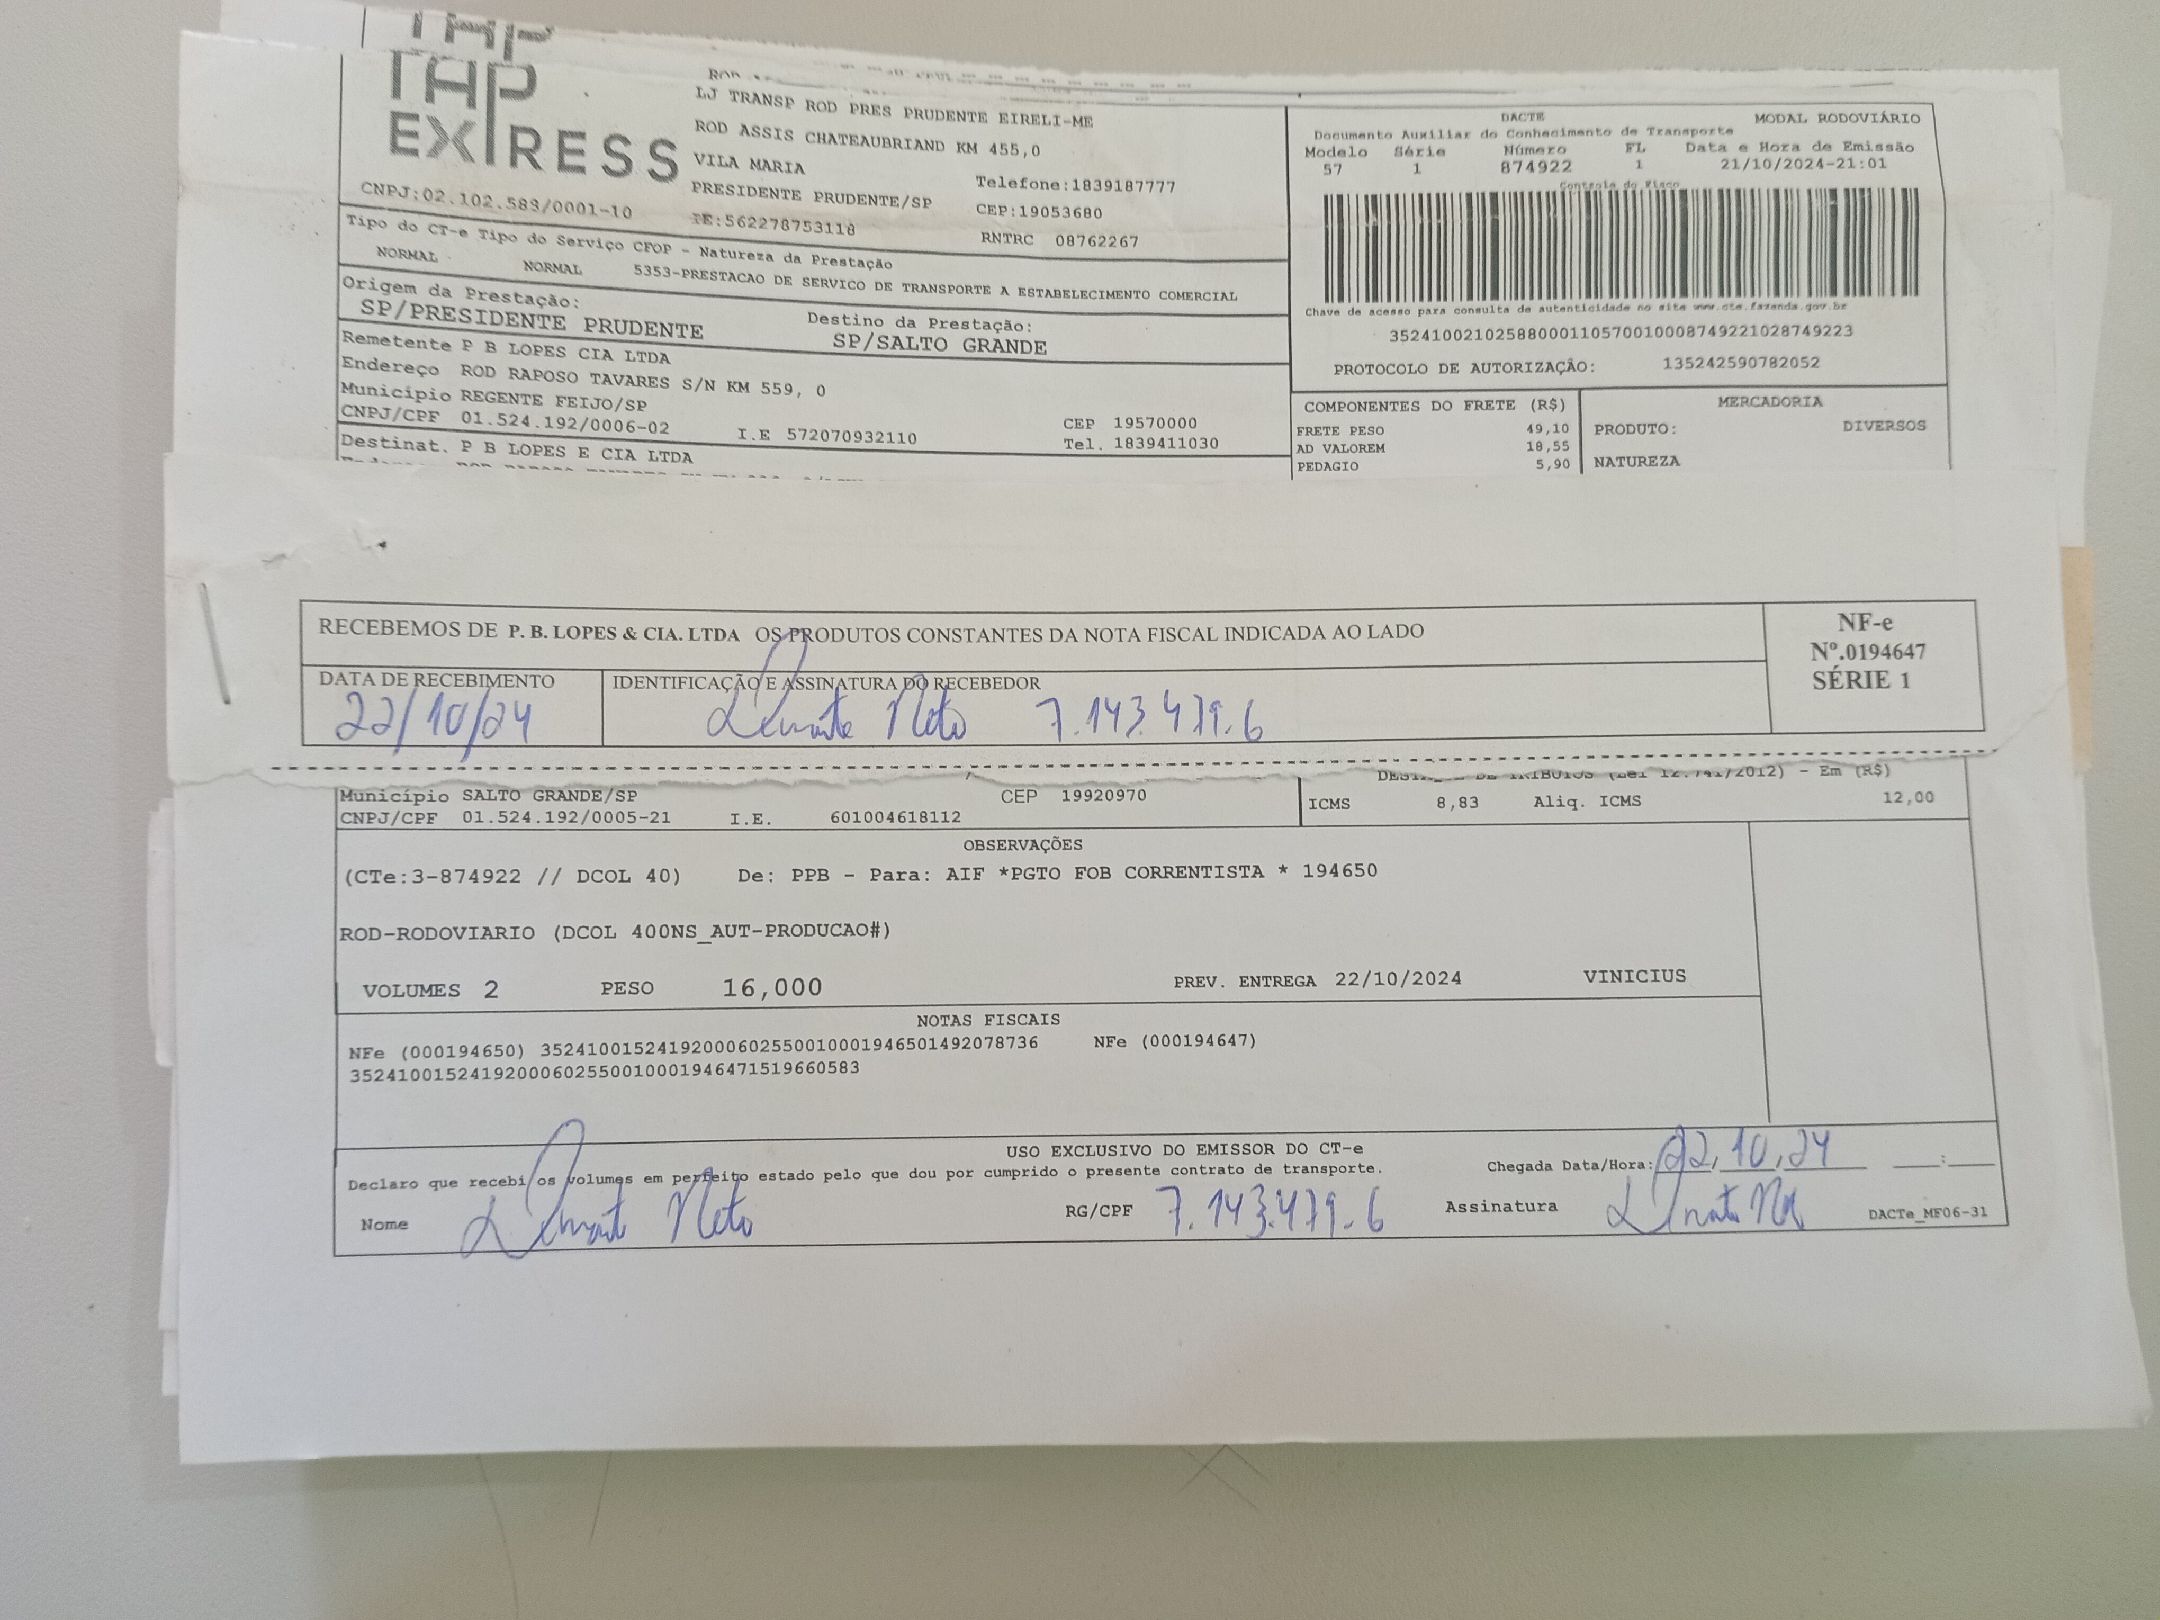 TAP
EXPRESS
LJ TRANSP ROD PRES PRUDENTE EIRELI-ME
ROD ASSIS CHATEAUBRIAND KM 455,0
VILA MARIA
Telefone:1839187777
PRESIDENTE PRUDENTE/SP
CEP:19053680
CNPJ:02.102.588/0001-10
IE:562278753118
RNTRC 08762267
DACTE
MODAL RODOVIÁRIO
Documento Auxiliar do Conhecimento de Transporte
Modelo Série Número FL Data e Hora de Emissão
57 1 874922 1 21/10/2024-21:01
Controle do Fisco
Chave de acesso para consulta de autenticidade no site www.cte.fazenda.gov.br
35241002102588000110570010008749221028749223
PROTOCOLO DE AUTORIZAÇÃO: 135242590782052
Tipo do CT-e Tipo do Serviço CFOP - Natureza da Prestação
NORMAL NORMAL 5353-PRESTACAO DE SERVICO DE TRANSPORTE A ESTABELECIMENTO COMERCIAL
Origem da Prestação:
SP/PRESIDENTE PRUDENTE
Destino da Prestação:
SP/SALTO GRANDE
Remetente P B LOPES CIA LTDA
Endereço ROD RAPOSO TAVARES S/N KM 559, 0
Município REGENTE FEIJO/SP
CEP 19570000
CNPJ/CPF 01.524.192/0006-02 I.E 572070932110 Tel. 1839411030
Destinat. P B LOPES E CIA LTDA
COMPONENTES DO FRETE (R$)
FRETE PESO 49,10
AD VALOREM 18,55
PEDAGIO 5,90
MERCADORIA
PRODUTO: DIVERSOS
NATUREZA
RECEBEMOS DE P. B. LOPES & CIA. LTDA OS PRODUTOS CONSTANTES DA NOTA FISCAL INDICADA AO LADO
NF-e
Nº.0194647
SÉRIE 1
DATA DE RECEBIMENTO
22/10/24
IDENTIFICAÇÃO E ASSINATURA DO RECEBEDOR
Neto 7.143.479.6
DE TRIBUTOS (Lei 12.741/2012) - Em (R$)
Município SALTO GRANDE/SP CEP 19920970
CNPJ/CPF 01.524.192/0005-21 I.E. 601004618112
ICMS 8,83 Aliq. ICMS 12,00
OBSERVAÇÕES
(CTe:3-874922 // DCOL 40) De: PPB - Para: AIF *PGTO FOB CORRENTISTA * 194650
ROD-RODOVIARIO (DCOL 400NS_AUT-PRODUCAO#)
VOLUMES 2 PESO 16,000 PREV. ENTREGA 22/10/2024 VINICIUS
NOTAS FISCAIS
NFe (000194650) 35241001524192000602550010001946501492078736 NFe (000194647)
35241001524192000602550010001946471519660583
USO EXCLUSIVO DO EMISSOR DO CT-e
Declaro que recebi os volumes em perfeito estado pelo que dou por cumprido o presente contrato de transporte.
Chegada Data/Hora: 22,10,24 :
Nome Neto RG/CPF 7.143.479.6 Assinatura
DACTe_MF06-31